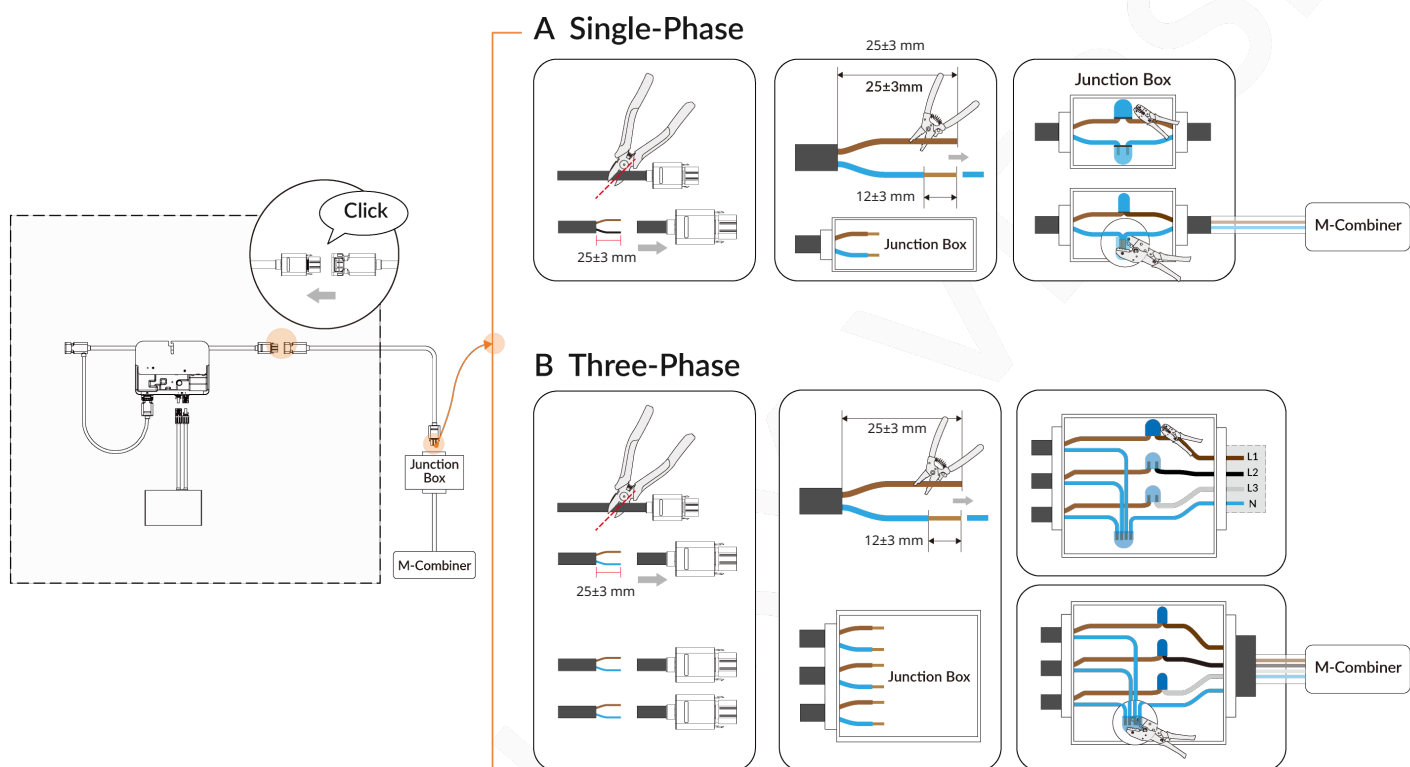 Click
Junction
Box
M-Combiner
A Single-Phase
25±3 mm
25±3 mm
25±3mm
12±3 mm
Junction Box
Junction Box
M-Combiner
B Three-Phase
25±3 mm
25±3 mm
12±3 mm
Junction Box
L1
L2
L3
N
M-Combiner